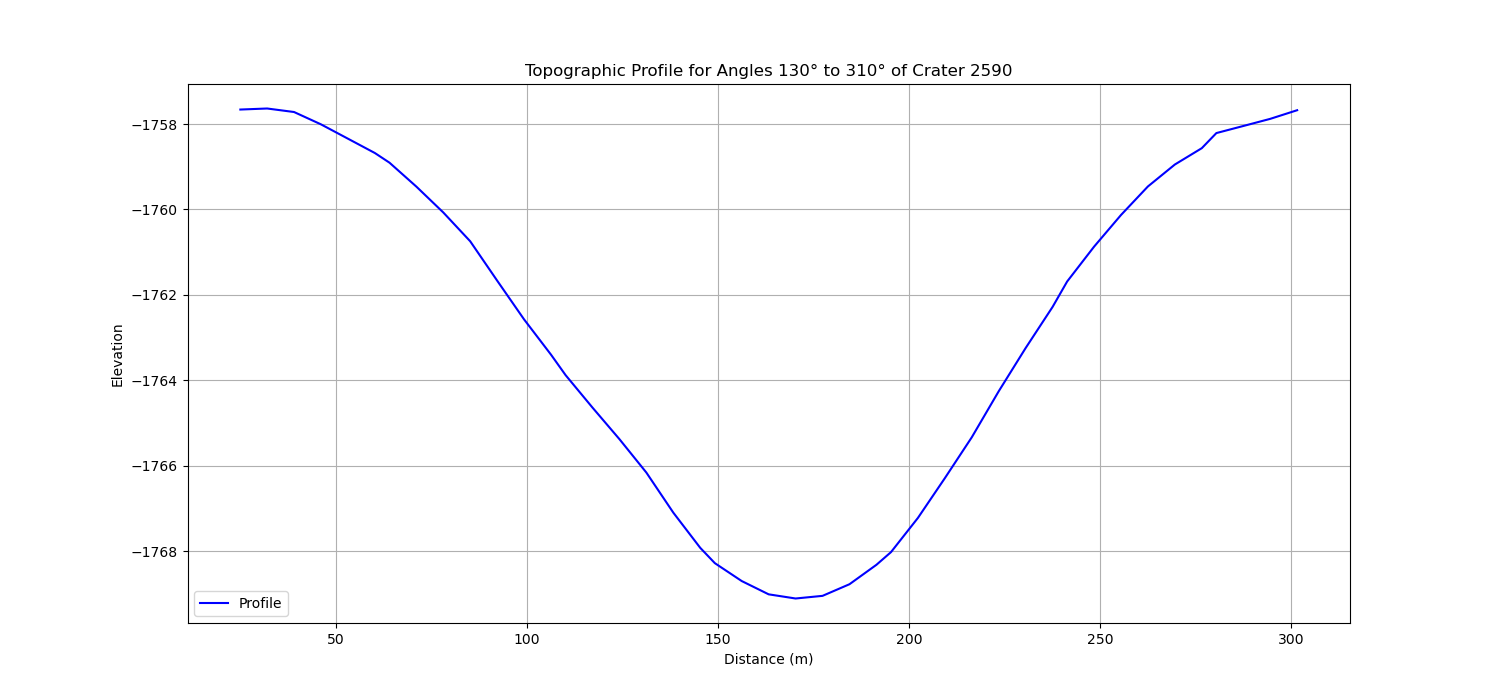 Topographic Profile for Angles 130° to 310° of Crater 2590
−1758
−1760
−1762
−1764
−1766
−1768
Elevation
Profile
50 100 150 200 250 300
Distance (m)